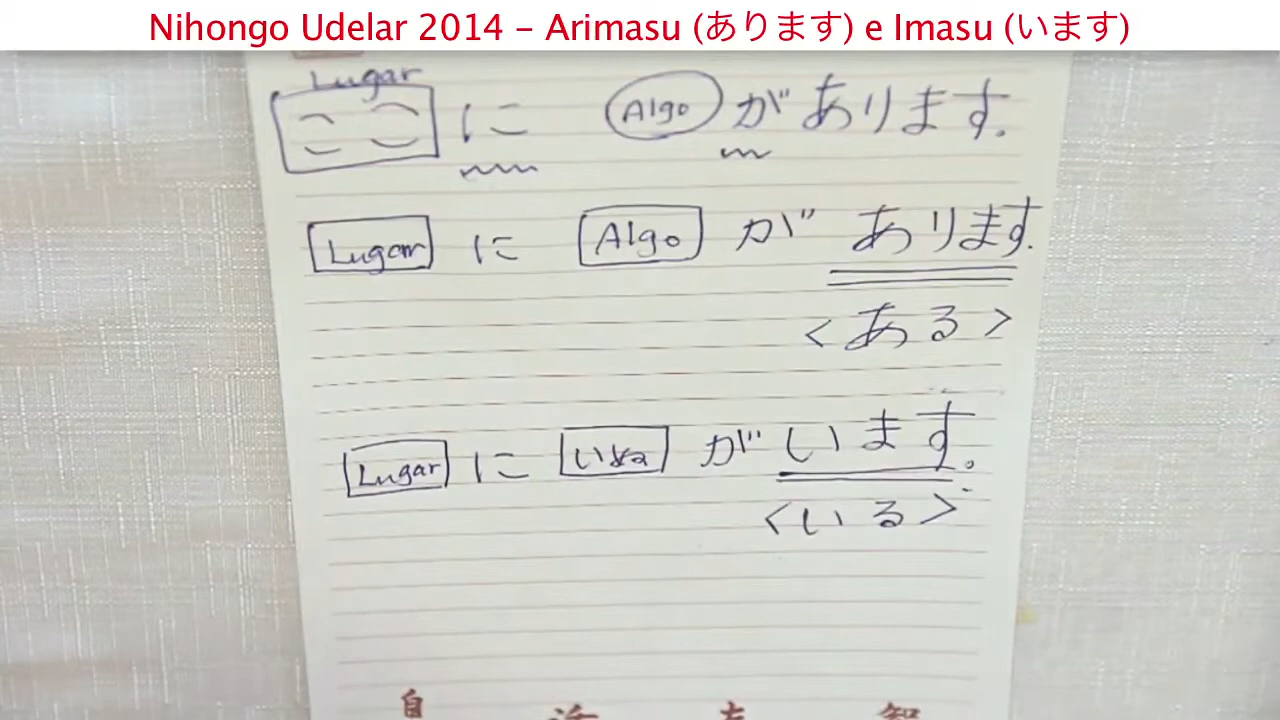 Nihongo Udelar 2014 – Arimasu (あります) e Imasu (います)
Lugar
に Algo があります.
Lugar に Algo が あります.
<ある>
Lugar に いぬ が います。
<いる>
自